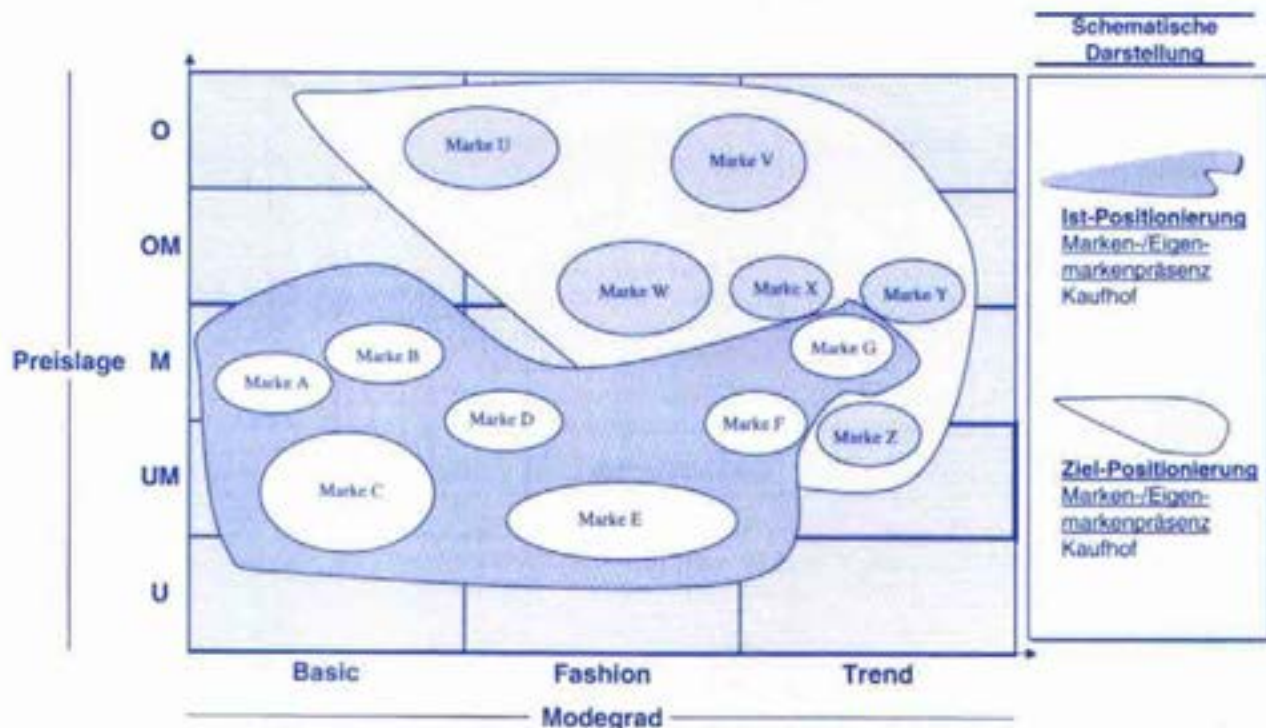 Schematische
Darstellung
O
Marke U
Marke V
OM
Marke W
Marke X
Marke Y
Ist-Positionierung
Marken-/Eigen-
markenpräsenz
Kaufhof
Preislage
M
Marke A
Marke B
Marke G
Marke D
Marke F
Marke Z
UM
Marke C
Marke E
Ziel-Positionierung
Marken-/Eigen-
markenpräsenz
Kaufhof
U
Basic
Fashion
Trend
Modegrad